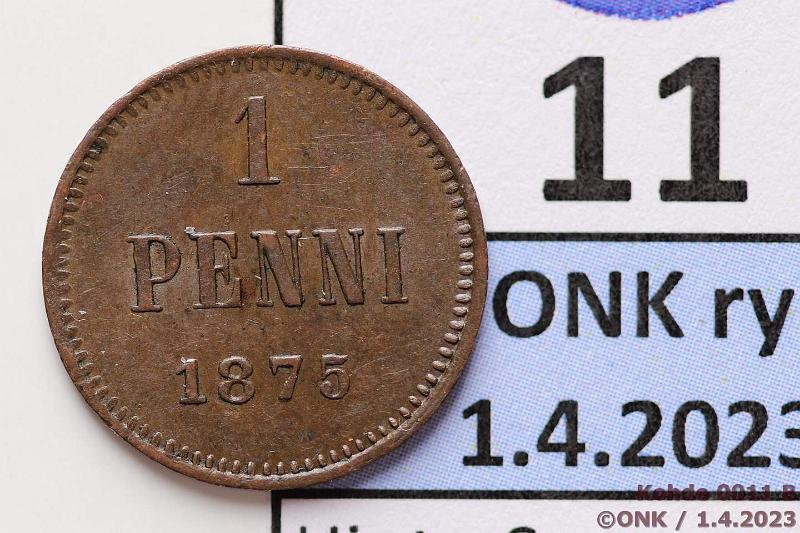 1
PENNI
1875
11
ONK ry
1.4.2023
Kohde 0011 B
©ONK / 1.4.2023